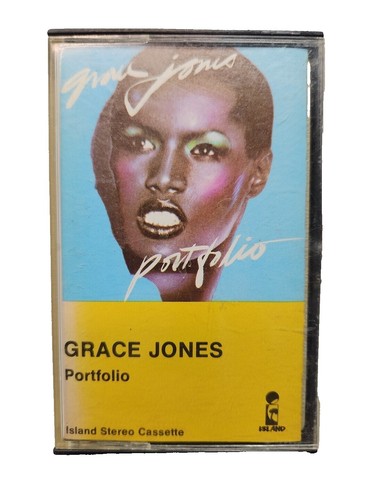 grace jones
portfolio
GRACE JONES
Portfolio
Island Stereo Cassette
ISLAND